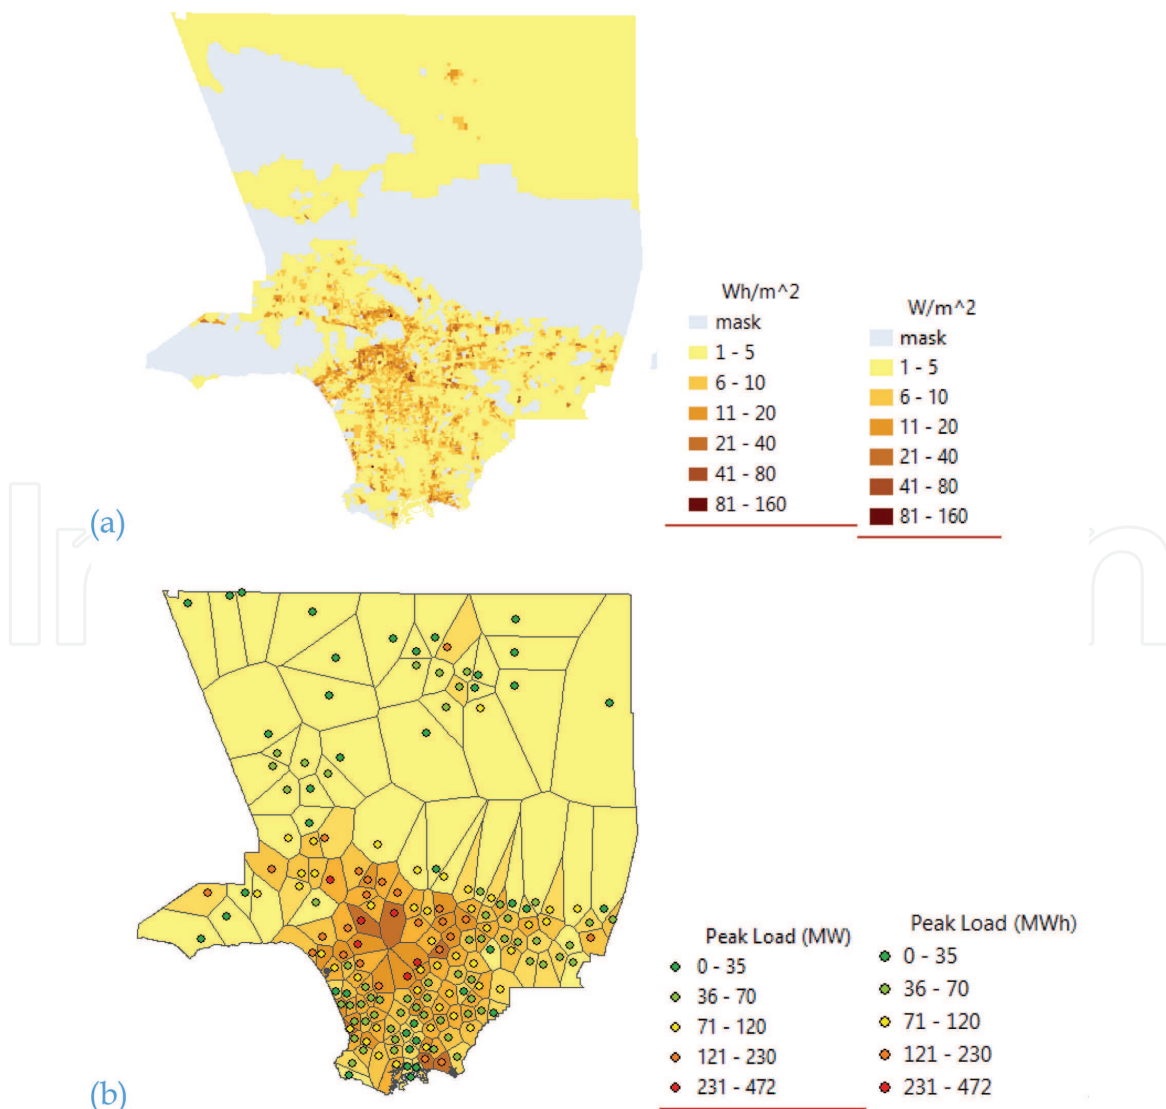 Wh/m^2
mask
1 - 5
6 - 10
11 - 20
21 - 40
41 - 80
81 - 160
W/m^2
mask
1 - 5
6 - 10
11 - 20
21 - 40
41 - 80
81 - 160
(a)
Peak Load (MW)
0 - 35
36 - 70
71 - 120
121 - 230
231 - 472
Peak Load (MWh)
0 - 35
36 - 70
71 - 120
121 - 230
231 - 472
(b)